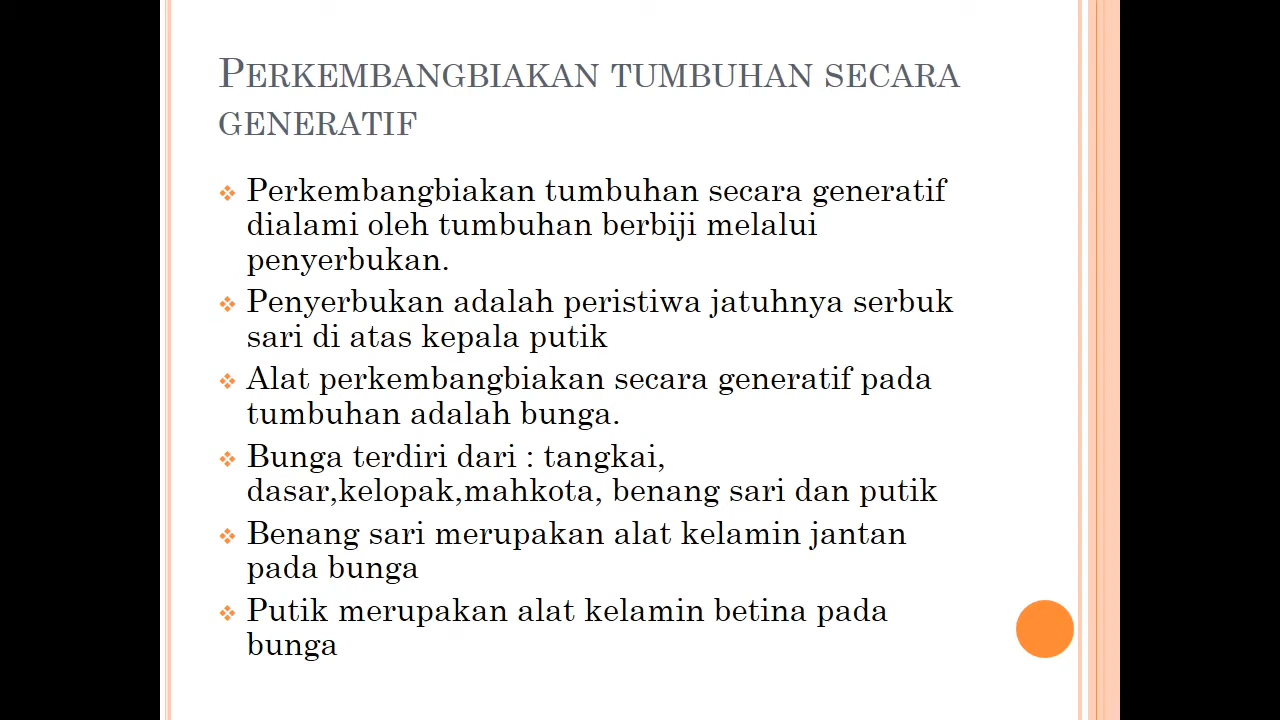 PERKEMBANGBIAKAN TUMBUHAN SECARA
GENERATIF
Perkembangbiakan tumbuhan secara generatif
dialami oleh tumbuhan berbiji melalui
penyerbukan.
Penyerbukan adalah peristiwa jatuhnya serbuk
sari di atas kepala putik
Alat perkembangbiakan secara generatif pada
tumbuhan adalah bunga.
Bunga terdiri dari : tangkai,
dasar,kelopak,mahkota, benang sari dan putik
Benang sari merupakan alat kelamin jantan
pada bunga
Putik merupakan alat kelamin betina pada
bunga